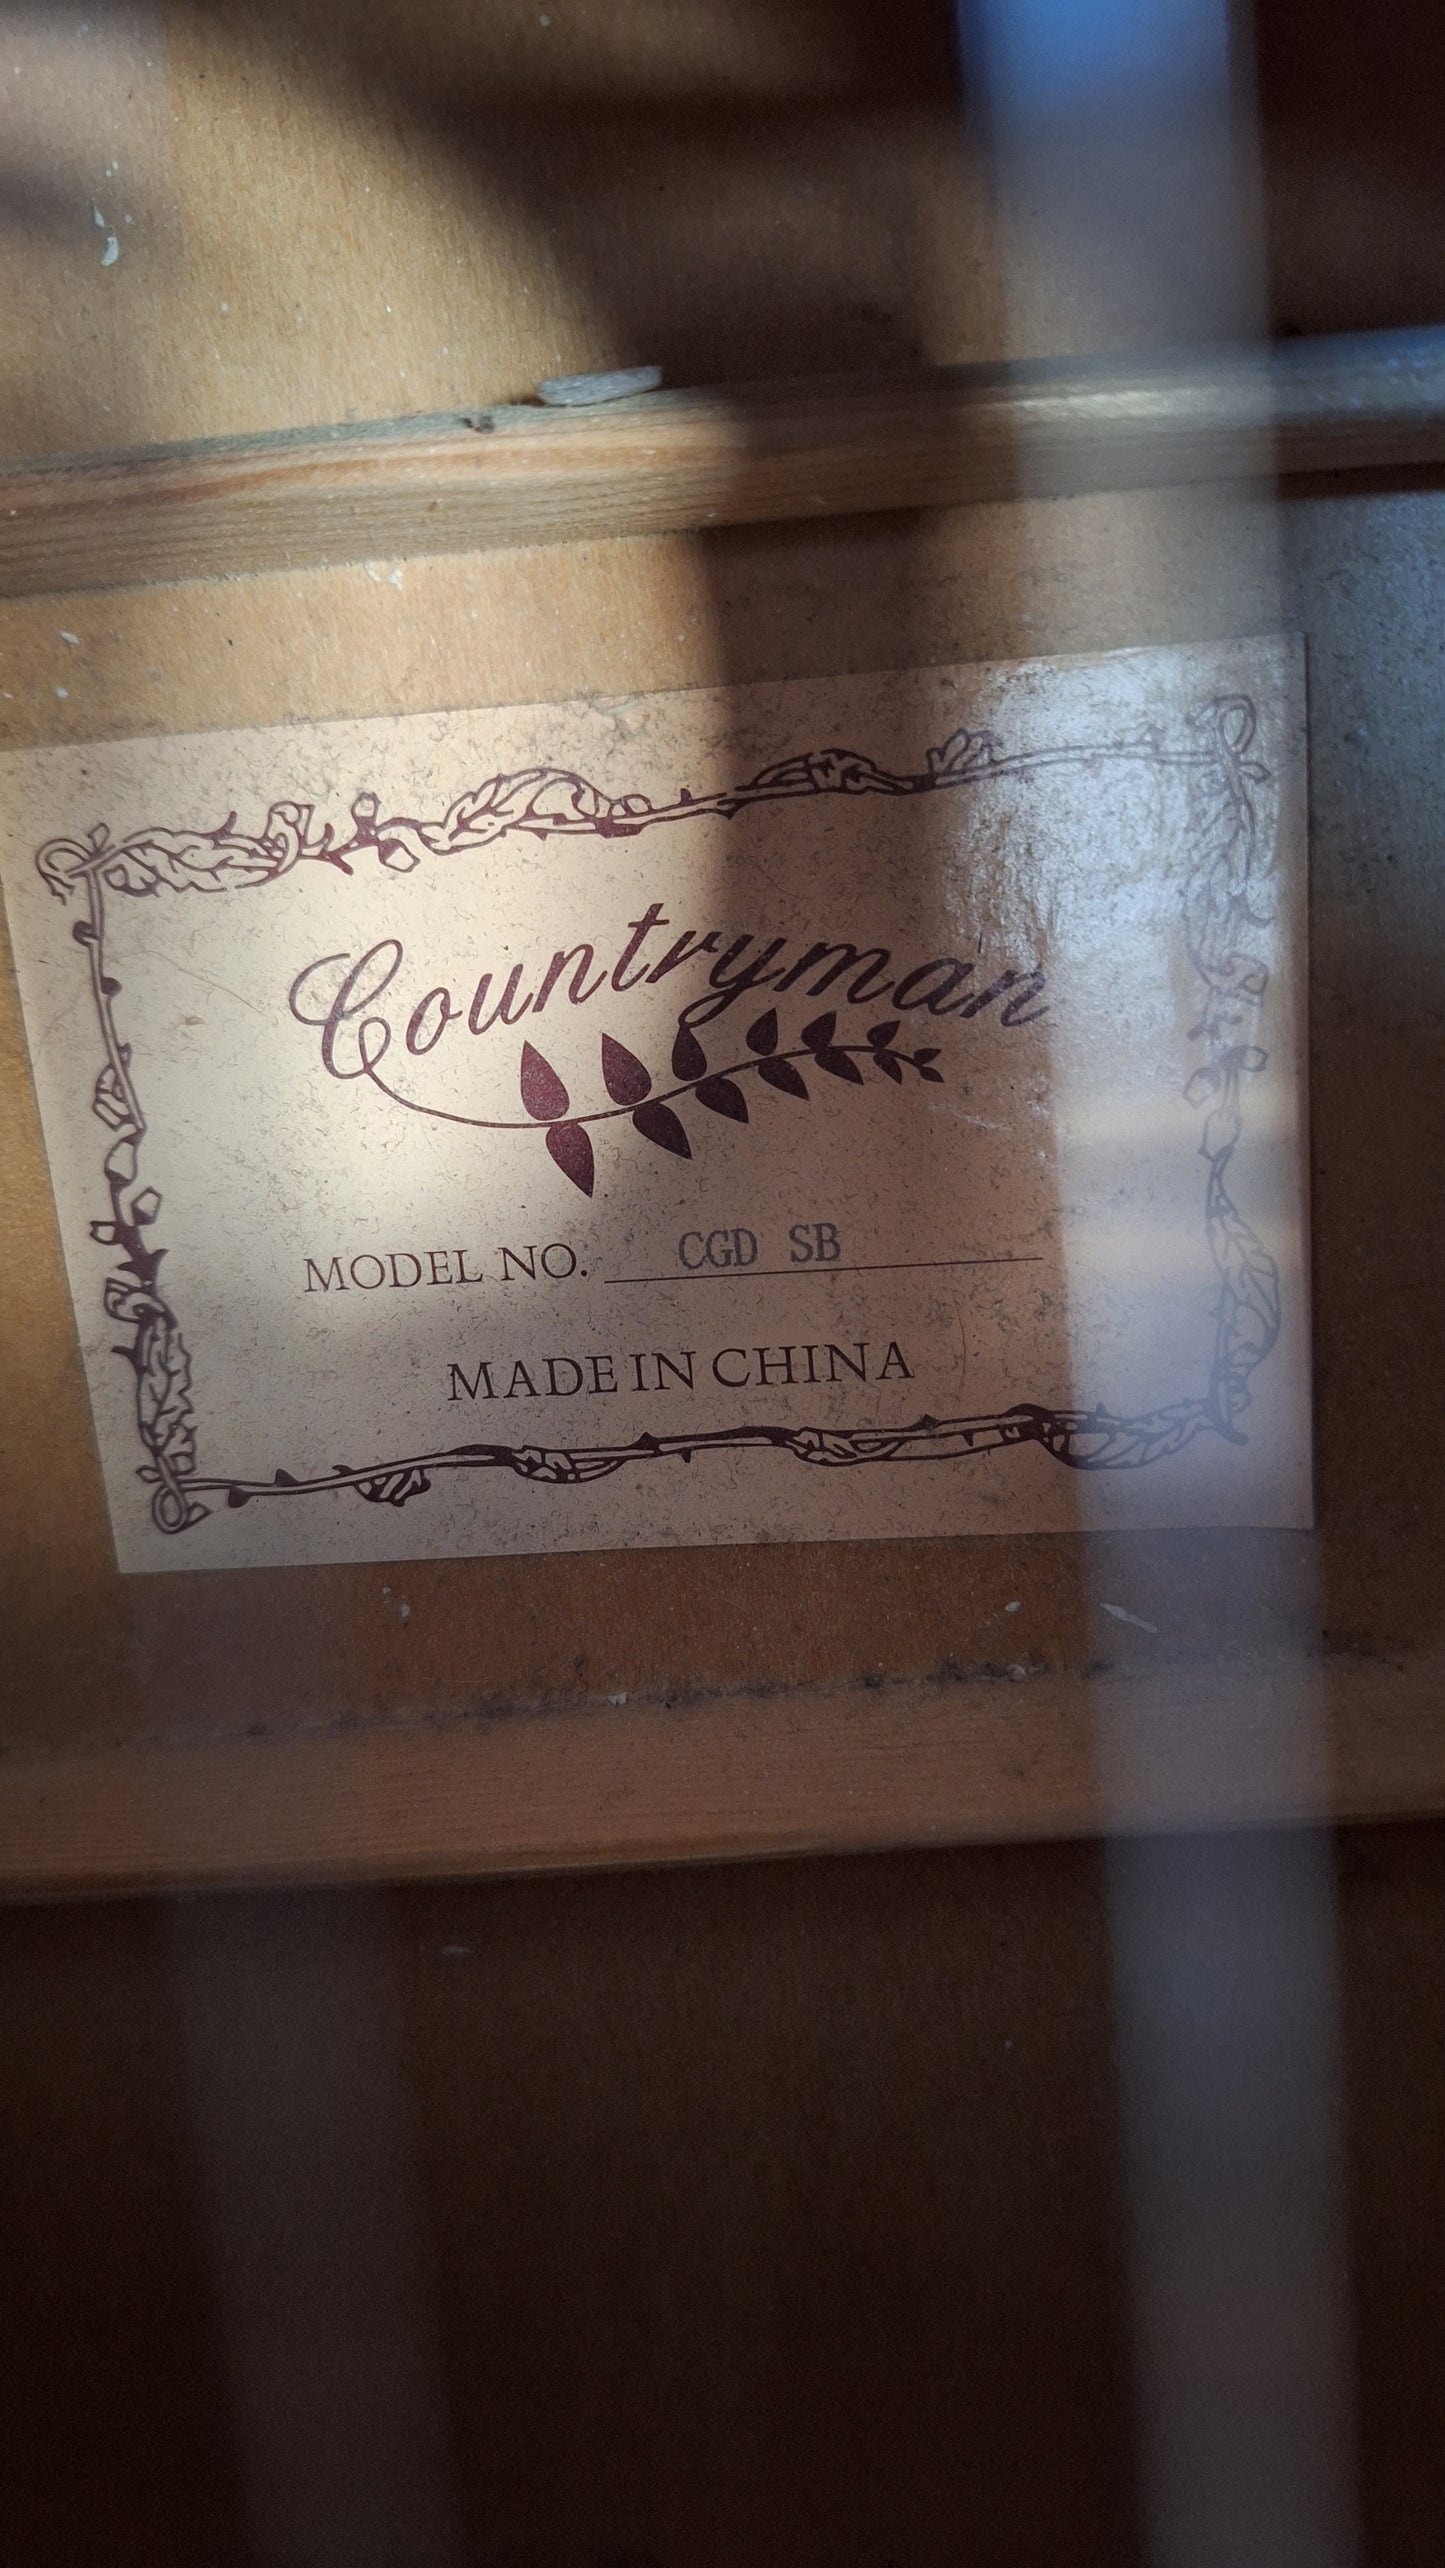 Countryman
MODEL NO. CGD SB
MADE IN CHINA